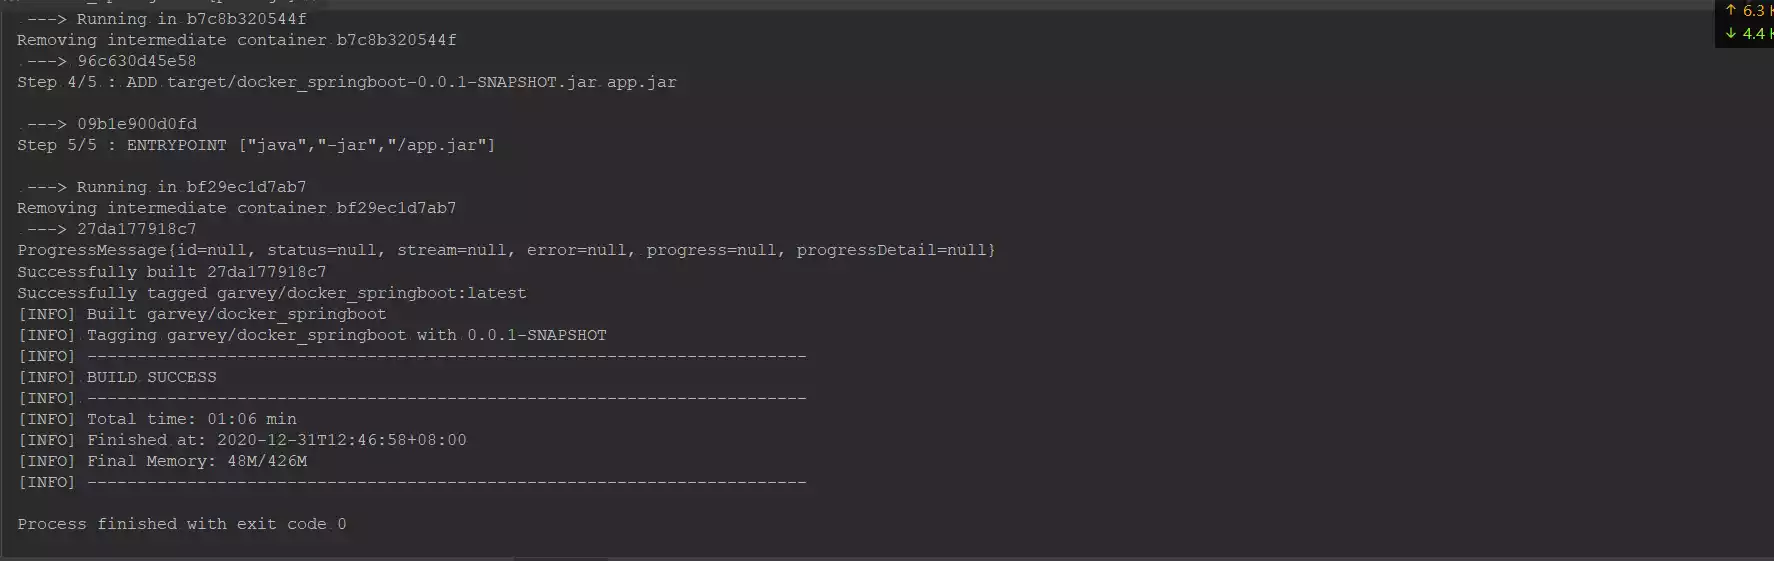 ---> Running in b7c8b320544f
Removing intermediate container b7c8b320544f
---> 96c630d45e58
Step 4/5 : ADD target/docker_springboot-0.0.1-SNAPSHOT.jar app.jar
---> 09b1e900d0fd
Step 5/5 : ENTRYPOINT ["java","-jar","/app.jar"]
---> Running in bf29ec1d7ab7
Removing intermediate container bf29ec1d7ab7
---> 27da177918c7
ProgressMessage{id=null, status=null, stream=null, error=null, progress=null, progressDetail=null}
Successfully built 27da177918c7
Successfully tagged garvey/docker_springboot:latest
[INFO] Built garvey/docker_springboot
[INFO] Tagging garvey/docker_springboot with 0.0.1-SNAPSHOT
[INFO] ------------------------------------------------------------------------
[INFO] BUILD SUCCESS
[INFO] ------------------------------------------------------------------------
[INFO] Total time: 01:06 min
[INFO] Finished at: 2020-12-31T12:46:58+08:00
[INFO] Final Memory: 48M/426M
[INFO] ------------------------------------------------------------------------
Process finished with exit code 0
↑ 6.3
↓ 4.4